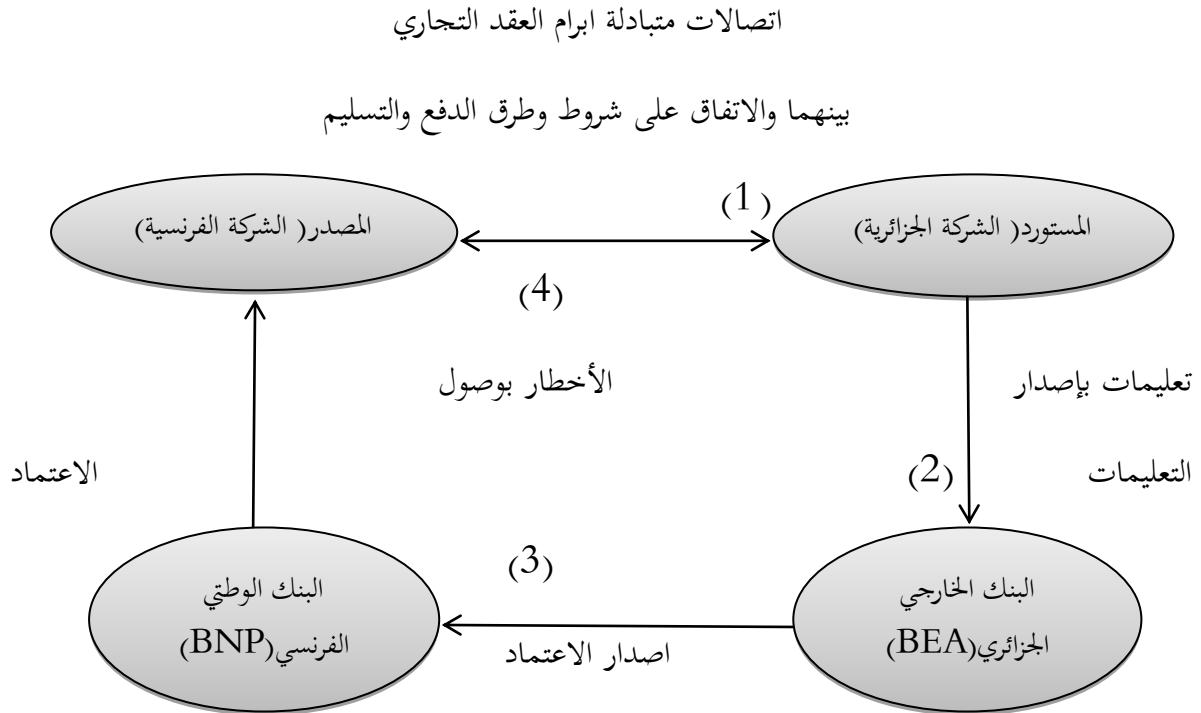 اتصالات متبادلة ابرام العقد التجاري
بينهما والاتفاق على شروط وطرق الدفع والتسليم
(1)
المستورد( الشركة الجزائرية)
المصدر( الشركة الفرنسية)
(4)
تعليمات بإصدار
الأخطار بوصول
التعليمات
(2)
الاعتماد
(3)
البنك الخارجي
الجزائري(BEA)
البنك الوطتي
الفرنسي(BNP)
اصدار الاعتماد